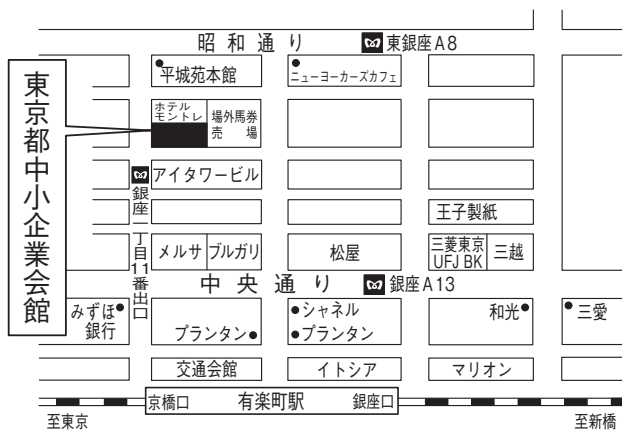 昭和通り
東銀座A8
平城苑本館
ニューヨーカーズカフェ
東京都中小企業会館
ホテル
モントレ
場外馬券
売場
アイタワービル
銀座一丁目11番出口
王子製紙
メルサ
ブルガリ
松屋
三菱東京
UFJ BK
三越
中央通り
銀座A13
みずほ
銀行
プランタン
シャネル
プランタン
和光
三愛
交通会館
イトシア
マリオン
京橋口
有楽町駅
銀座口
至東京
至新橋